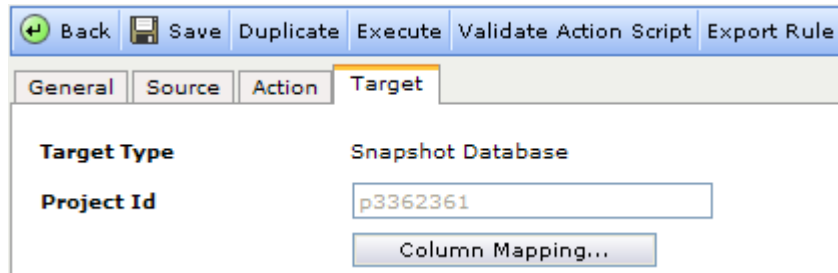 Back Save Duplicate Execute Validate Action Script Export Rule
General Source Action Target
Target Type Snapshot Database
Project Id p3362361
Column Mapping...